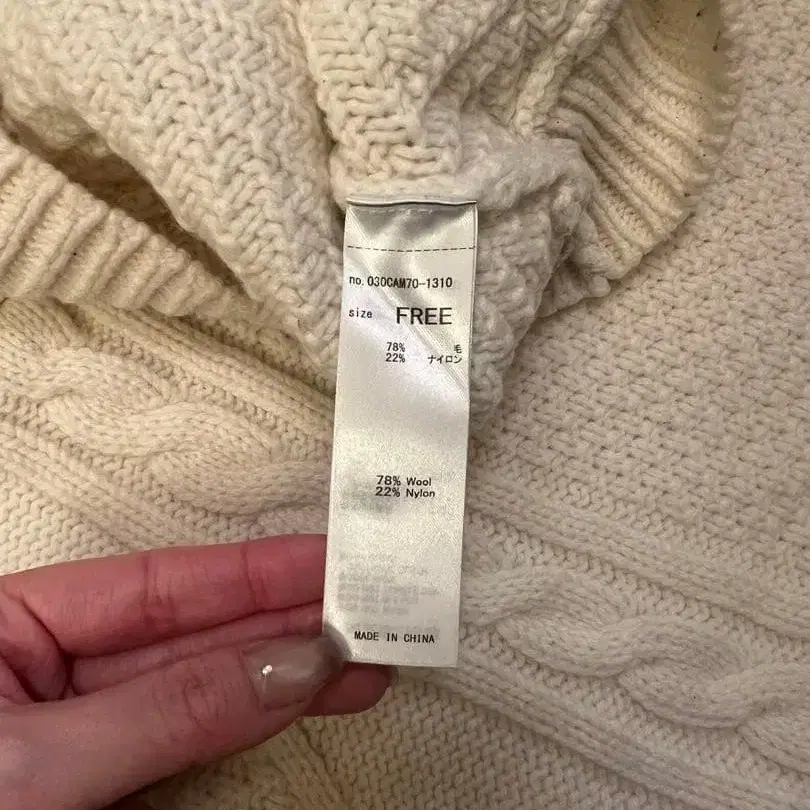 no. 030CAM70-1310
size FREE
78% 毛
22% ナイロン
78% Wool
22% Nylon
MADE IN CHINA